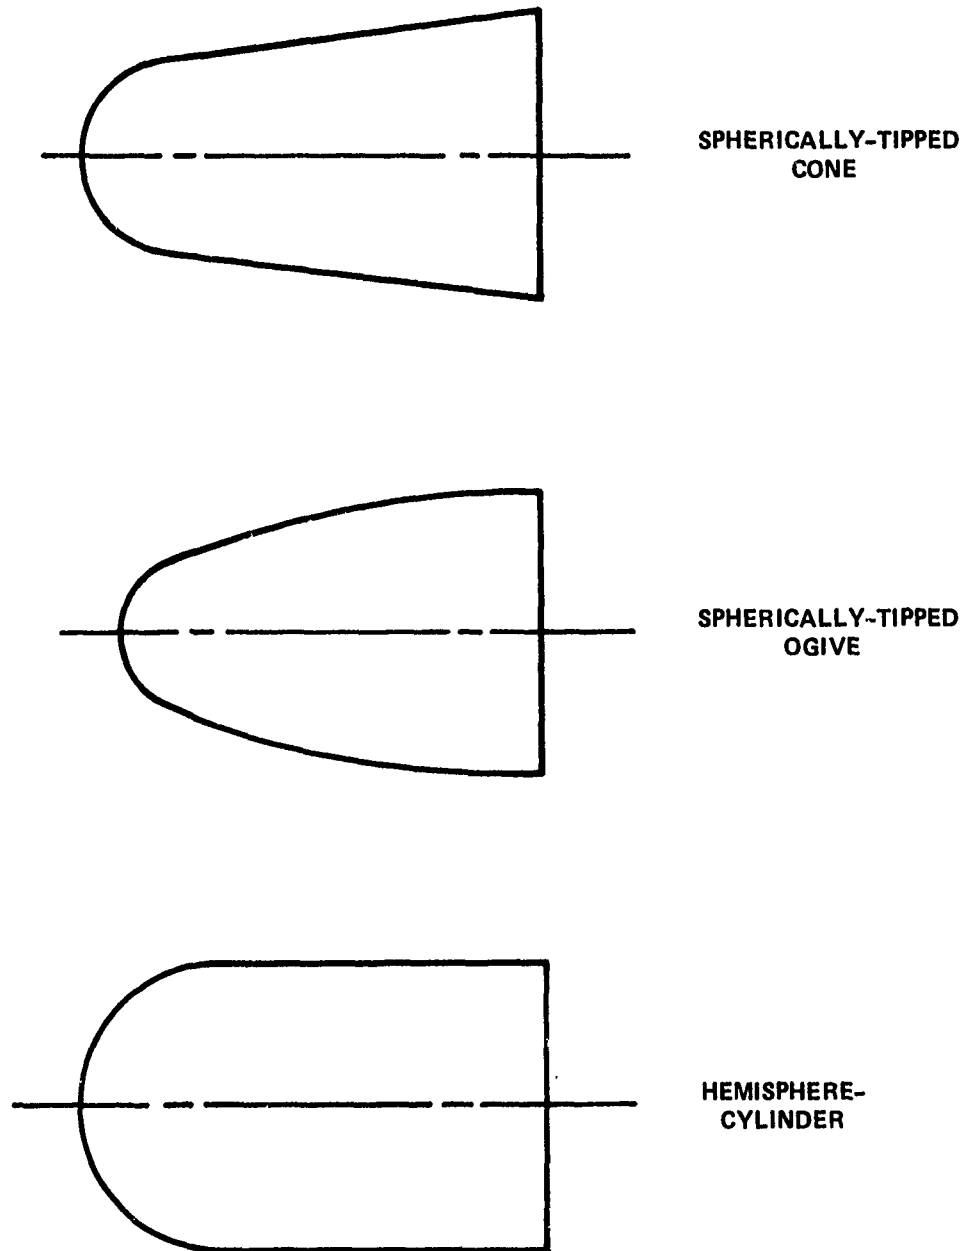 SPHERICALLY-TIPPED
CONE
SPHERICALLY-TIPPED
OGIVE
HEMISPHERE-
CYLINDER